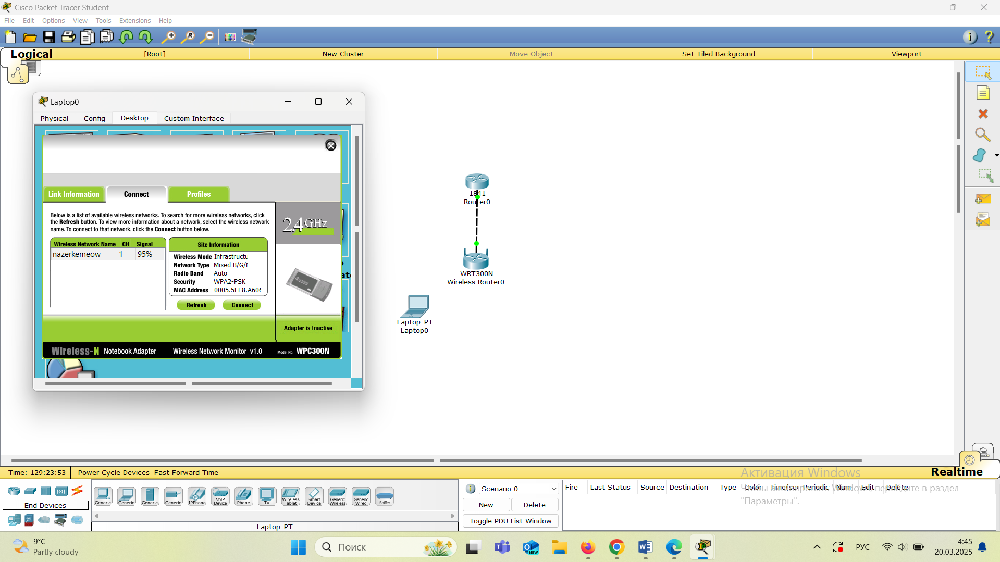 Cisco Packet Tracer Student
File Edit Options View Tools Extensions Help
Logical [Root] New Cluster Move Object Set Tiled Background Viewport
Laptop0
Physical Config Desktop Custom Interface
Link Information Connect Profiles
Below is a list of available wireless networks. To search for more wireless networks, click
the Refresh button. To view more information about a network, select the wireless network
name. To connect to that network, click the Connect button below.
2.4GHz
Wireless Network Name CH Signal
nazerkemeow 1 95%
Site Information
Wireless Mode Infrastructu
Network Type Mixed B/G/
Radio Band Auto
Security WPA2-PSK
MAC Address 0005.5EE8.A606
Refresh Connect
Adapter is Inactive
Wireless-N Notebook Adapter Wireless Network Monitor v1.0 Model No. WPC300N
1841
Router0
WRT300N
Wireless Router0
Laptop-PT
Laptop0
Time: 129:23:53 Power Cycle Devices Fast Forward Time
Realtime
End Devices
Generic Generic Generic Generic IPPhone VoIP Device Phone TV Wireless Tablet Smart Device Generic Wireless Generic Wired Sniffer
Laptop-PT
Scenario 0
New Delete
Toggle PDU List Window
Fire Last Status Source Destination Type Color Time(se Periodic Num Edit Delete
Активация Windows
Чтобы активировать Windows, перейдите в раздел
"Параметры".
9°C
Partly cloudy
Поиск
NEW
РУС
4:45
20.03.2025